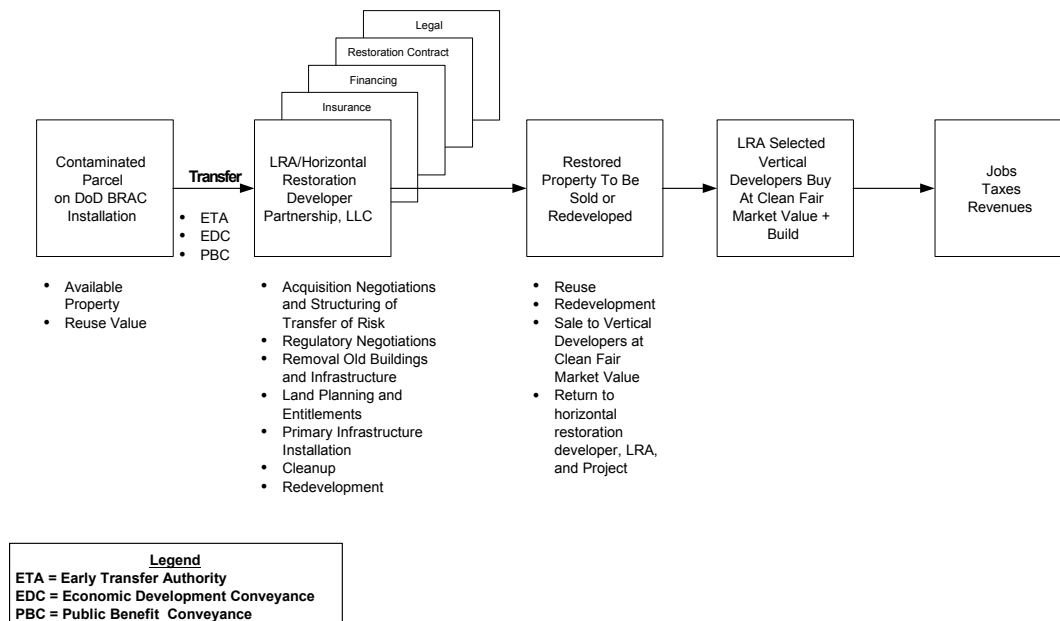 Legal
Restoration Contract
Financing
Insurance
Contaminated
Parcel
on DoD BRAC
Installation
Transfer
• ETA
• EDC
• PBC
LRA/Horizontal
Restoration
Developer
Partnership, LLC
Restored
Property To Be
Sold or
Redeveloped
LRA Selected
Vertical
Developers Buy
At Clean Fair
Market Value +
Build
Jobs
Taxes
Revenues
• Available
Property
• Reuse Value
• Acquisition Negotiations
and Structuring of
Transfer of Risk
• Regulatory Negotiations
• Removal Old Buildings
and Infrastructure
• Land Planning and
Entitlements
• Primary Infrastructure
Installation
• Cleanup
• Redevelopment
• Reuse
• Redevelopment
• Sale to Vertical
Developers at
Clean Fair
Market Value
• Return to
horizontal
restoration
developer, LRA,
and Project
Legend
ETA = Early Transfer Authority
EDC = Economic Development Conveyance
PBC = Public Benefit Conveyance